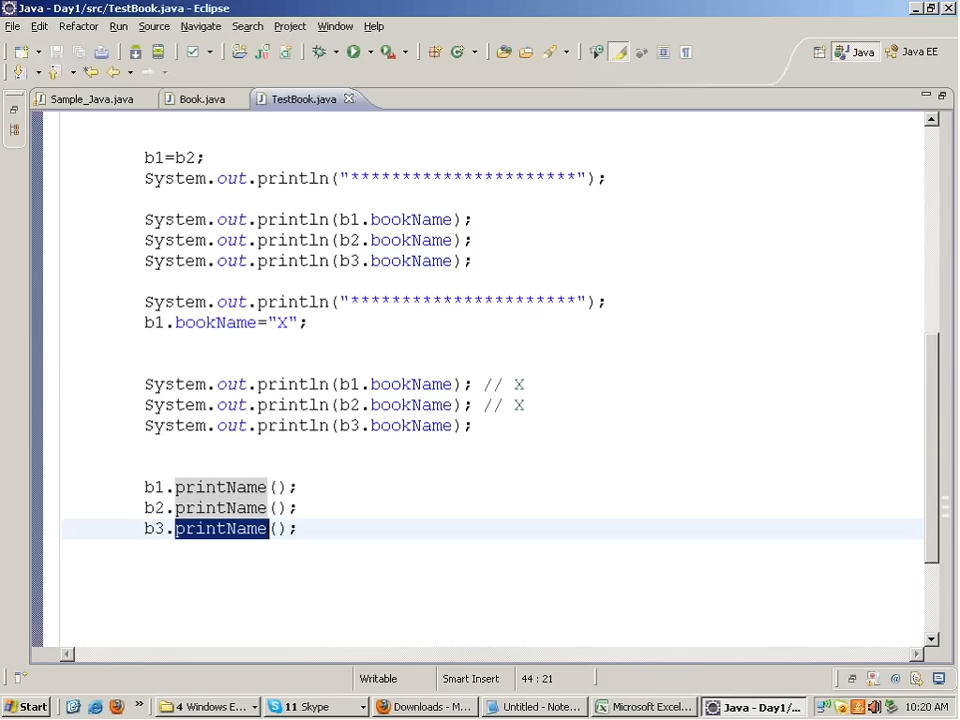 Java - Day1/src/TestBook.java - Eclipse
File Edit Refactor Run Source Navigate Search Project Window Help
Java Java EE
Sample_Java.java Book.java TestBook.java
b1=b2;
System.out.println("**********************");
System.out.println(b1.bookName);
System.out.println(b2.bookName);
System.out.println(b3.bookName);
System.out.println("**********************");
b1.bookName="X";
System.out.println(b1.bookName); // X
System.out.println(b2.bookName); // X
System.out.println(b3.bookName);
b1.printName();
b2.printName();
b3.printName();
Writable Smart Insert 44 : 21
Start 4 Windows E... 11 Skype Downloads - M... Untitled - Note... Microsoft Excel... Java - Day1/... 10:20 AM